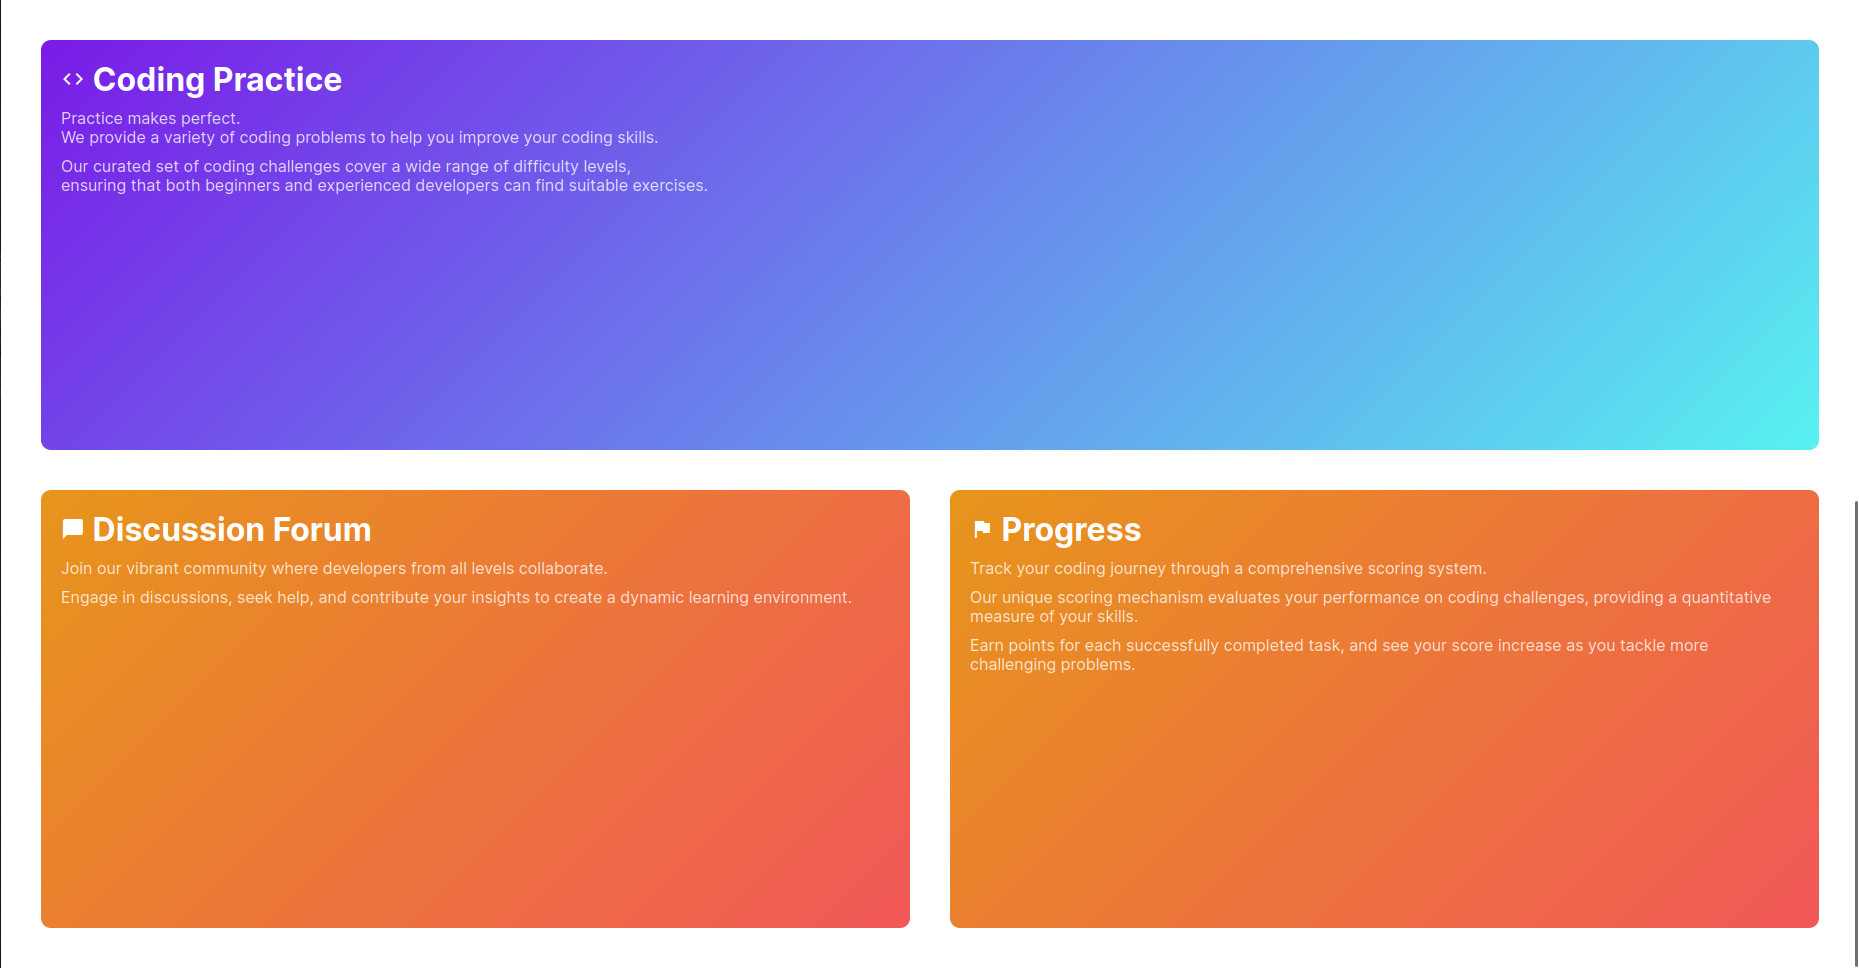 Coding Practice
Practice makes perfect.
We provide a variety of coding problems to help you improve your coding skills.
Our curated set of coding challenges cover a wide range of difficulty levels,
ensuring that both beginners and experienced developers can find suitable exercises.
Discussion Forum
Join our vibrant community where developers from all levels collaborate.
Engage in discussions, seek help, and contribute your insights to create a dynamic learning environment.
Progress
Track your coding journey through a comprehensive scoring system.
Our unique scoring mechanism evaluates your performance on coding challenges, providing a quantitative
measure of your skills.
Earn points for each successfully completed task, and see your score increase as you tackle more
challenging problems.